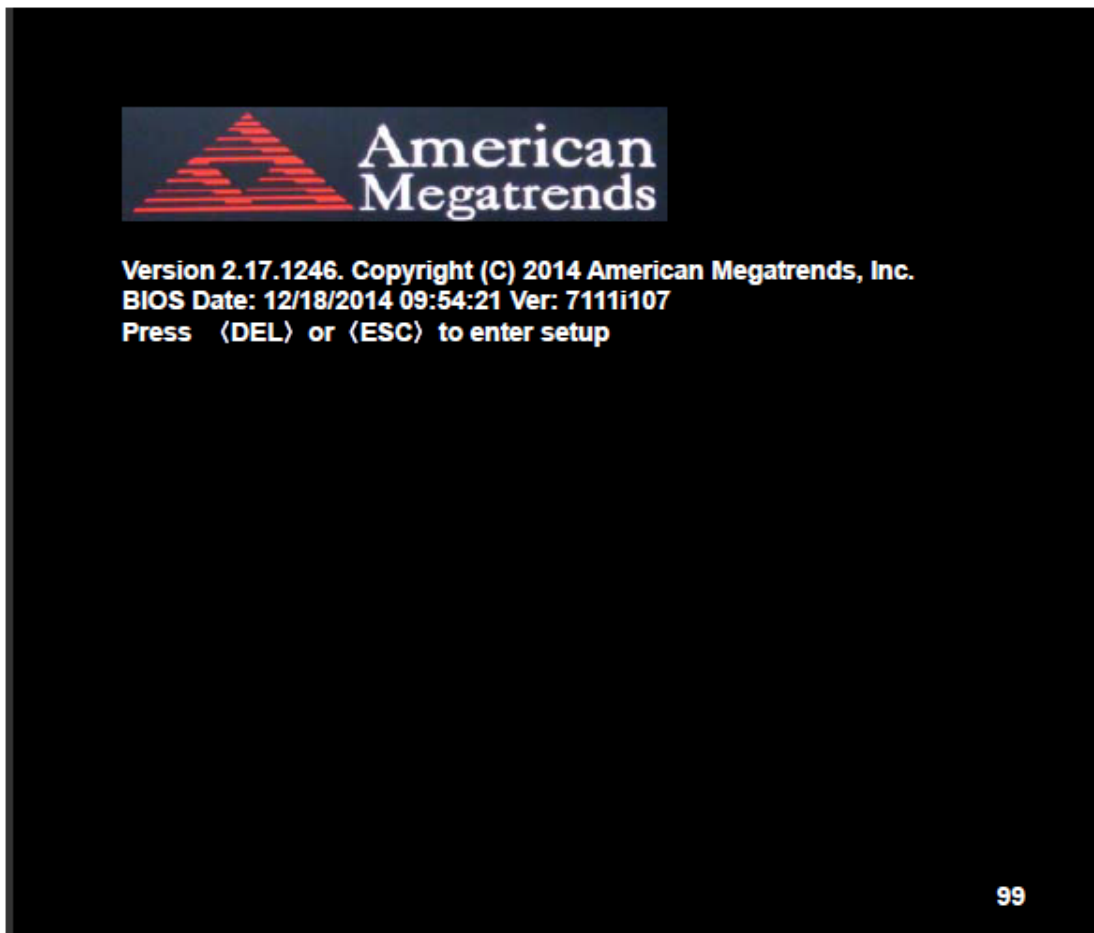 American
Megatrends
Version 2.17.1246. Copyright (C) 2014 American Megatrends, Inc.
BIOS Date: 12/18/2014 09:54:21 Ver: 7111i107
Press 〈DEL〉 or 〈ESC〉 to enter setup
99